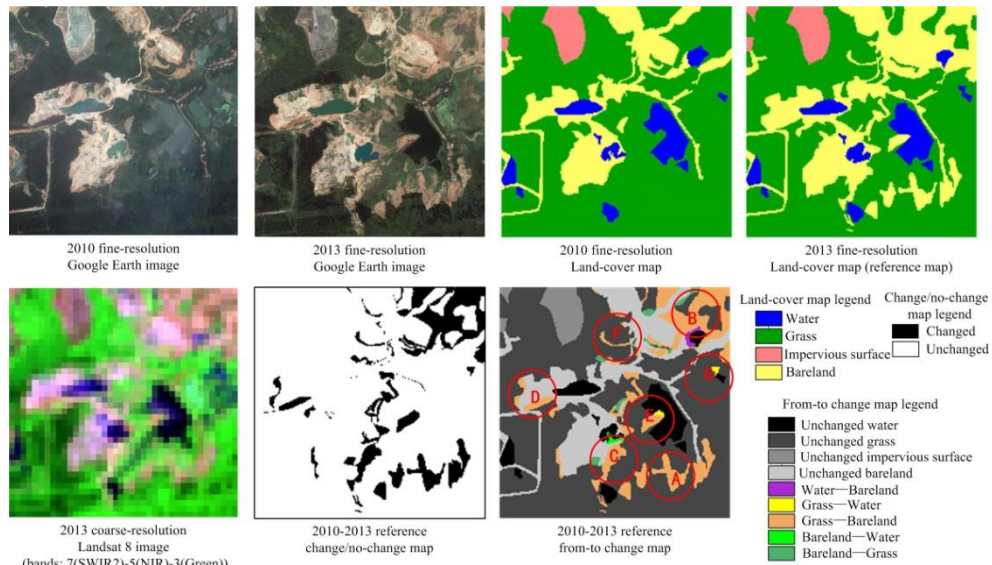 2010 fine-resolution
Google Earth image
2013 fine-resolution
Google Earth image
2010 fine-resolution
Land-cover map
2013 fine-resolution
Land-cover map (reference map)
2013 coarse-resolution
Landsat 8 image
(bands: 7(SWIR2)-5(NIR)-3(Green))
2010-2013 reference
change/no-change map
B
F
G
D
E
C
A
2010-2013 reference
from-to change map
Land-cover map legend
Water
Grass
Impervious surface
Bareland
Change/no-change
map legend
Changed
Unchanged
From-to change map legend
Unchanged water
Unchanged grass
Unchanged impervious surface
Unchanged bareland
Water—Bareland
Grass—Water
Grass—Bareland
Bareland—Water
Bareland—Grass